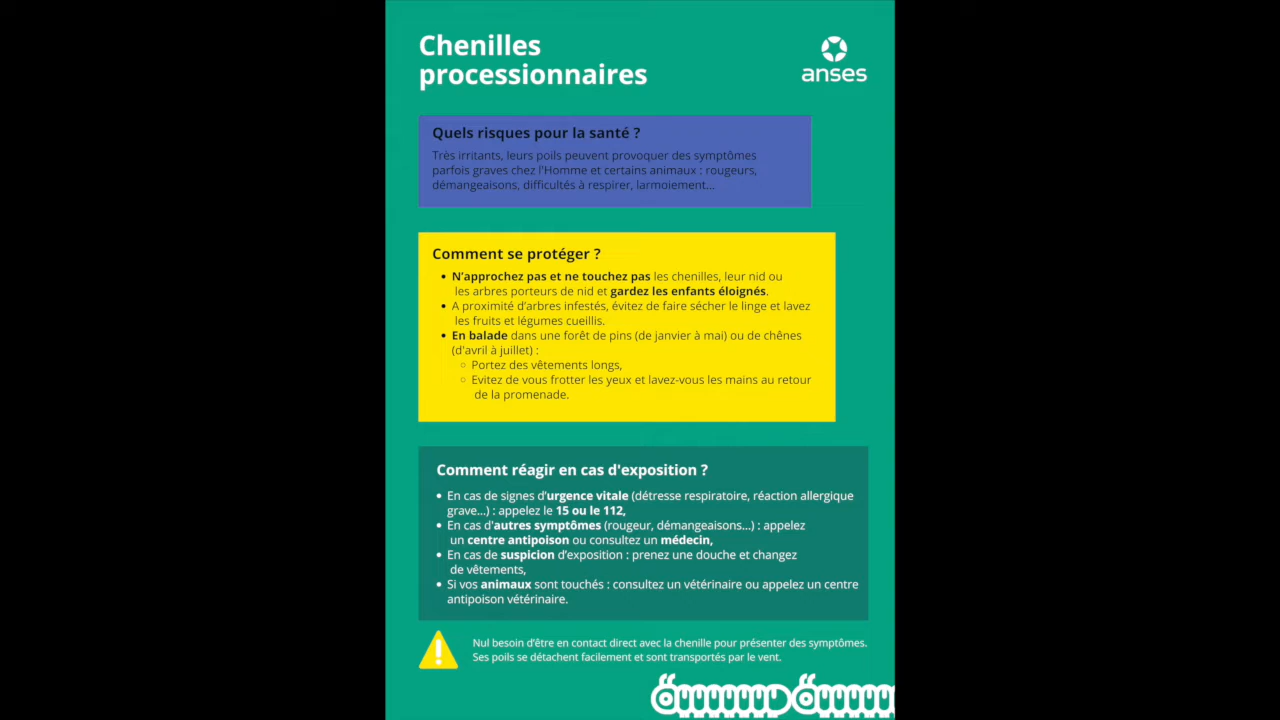 Chenilles
processionnaires
anses
Quels risques pour la santé ?
Très irritants, leurs poils peuvent provoquer des symptômes
parfois graves chez l'Homme et certains animaux : rougeurs,
démangeaisons, difficultés à respirer, larmoiement...
Comment se protéger ?
• N'approchez pas et ne touchez pas les chenilles, leur nid ou
les arbres porteurs de nid et gardez les enfants éloignés.
• A proximité d'arbres infestés, évitez de faire sécher le linge et lavez
les fruits et légumes cueillis.
• En balade dans une forêt de pins (de janvier à mai) ou de chênes
(d'avril à juillet) :
○ Portez des vêtements longs,
○ Evitez de vous frotter les yeux et lavez-vous les mains au retour
de la promenade.
Comment réagir en cas d'exposition ?
• En cas de signes d'urgence vitale (détresse respiratoire, réaction allergique
grave...) : appelez le 15 ou le 112,
• En cas d'autres symptômes (rougeur, démangeaisons...) : appelez
un centre antipoison ou consultez un médecin,
• En cas de suspicion d'exposition : prenez une douche et changez
de vêtements,
• Si vos animaux sont touchés : consultez un vétérinaire ou appelez un centre
antipoison vétérinaire.
Nul besoin d'être en contact direct avec la chenille pour présenter des symptômes.
Ses poils se détachent facilement et sont transportés par le vent.